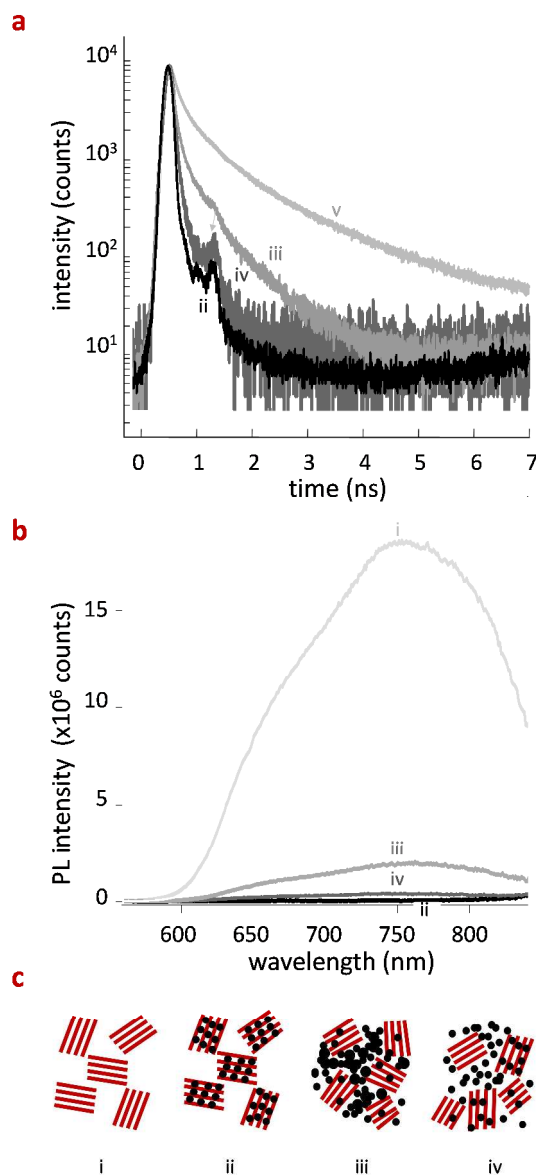 a
10⁴
10³
10²
10¹
intensity (counts)
v
iii
iv
ii
0 1 2 3 4 5 6 7
time (ns)
b
i
15
10
5
0
PL intensity (x10⁶ counts)
iii
iv
ii
600 650 700 750 800
wavelength (nm)
c
i ii iii iv